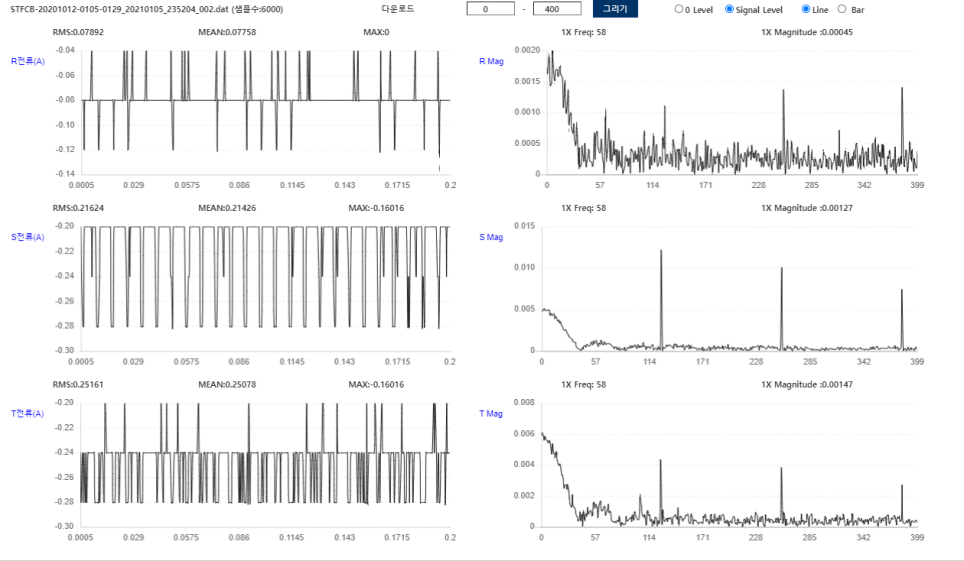 STFCB-20201012-0105-0129_20210105_235204_002.dat (샘플수:6000) 다운로드 0 - 400 그리기 0 Level Signal Level Line Bar
RMS:0.07892 MEAN:0.07758 MAX:0 1X Freq: 58 1X Magnitude :0.00045
R전류(A)
-0.04
-0.06
-0.08
-0.10
-0.12
-0.14
0.0005 0.029 0.0575 0.086 0.1145 0.143 0.1715 0.2
R Mag
0.0020
0.0015
0.0010
0.0005
0
0 57 114 171 228 285 342 399
RMS:0.21624 MEAN:0.21426 MAX:-0.16016 1X Freq: 58 1X Magnitude :0.00127
S전류(A)
-0.20
-0.22
-0.24
-0.26
-0.28
-0.30
0.0005 0.029 0.0575 0.086 0.1145 0.143 0.1715 0.2
S Mag
0.015
0.010
0.005
0
0 57 114 171 228 285 342 399
RMS:0.25161 MEAN:0.25078 MAX:-0.16016 1X Freq: 58 1X Magnitude :0.00147
T전류(A)
-0.20
-0.22
-0.24
-0.26
-0.28
-0.30
0.0005 0.029 0.0575 0.086 0.1145 0.143 0.1715 0.2
T Mag
0.008
0.006
0.004
0.002
0
0 57 114 171 228 285 342 399